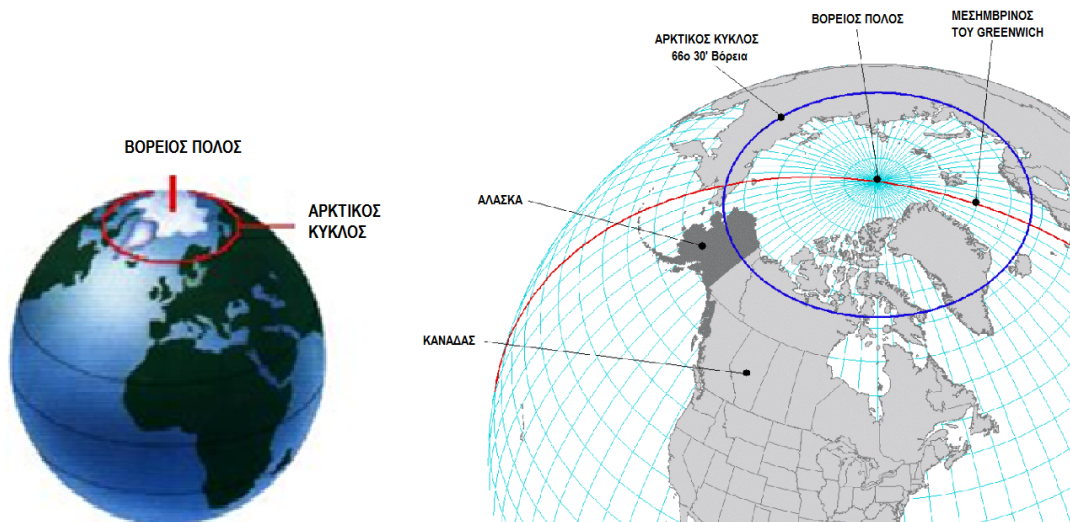 ΒΟΡΕΙΟΣ ΠΟΛΟΣ
ΑΡΚΤΙΚΟΣ
ΚΥΚΛΟΣ
ΒΟΡΕΙΟΣ ΠΟΛΟΣ
ΜΕΣΗΜΒΡΙΝΟΣ
ΤΟΥ GREENWICH
ΑΡΚΤΙΚΟΣ ΚΥΚΛΟΣ
66ο 30' Βόρεια
ΑΛΑΣΚΑ
ΚΑΝΑΔΑΣ